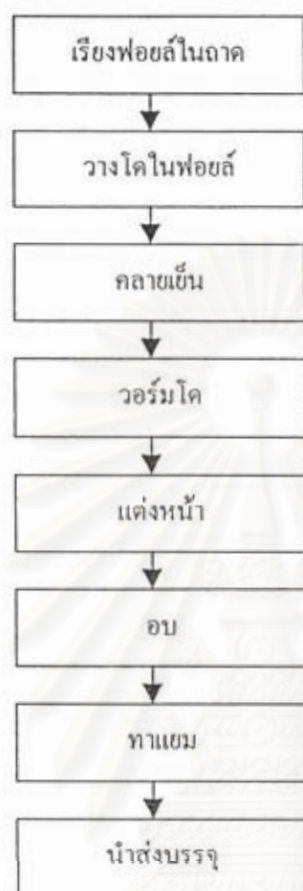 เรียงฟอยล์ในถาด
วางโดในฟอยล์
คลายเย็น
วอร์มโด
แต่งหน้า
อบ
ทาแยม
นำส่งบรรจุ